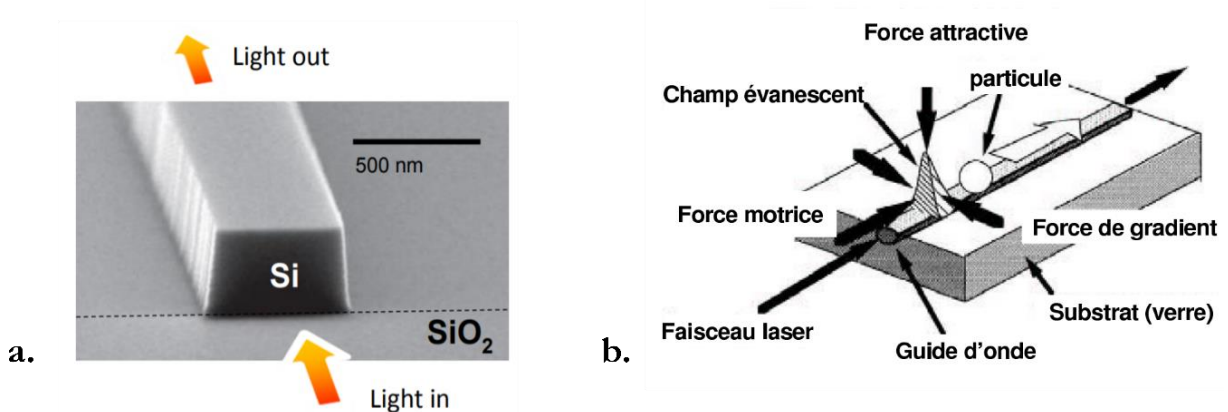 Light out
500 nm
Si
SiO2
Light in
a.
Force attractive
particule
Champ évanescent
Force motrice
Force de gradient
Substrat (verre)
Faisceau laser
Guide d'onde
b.